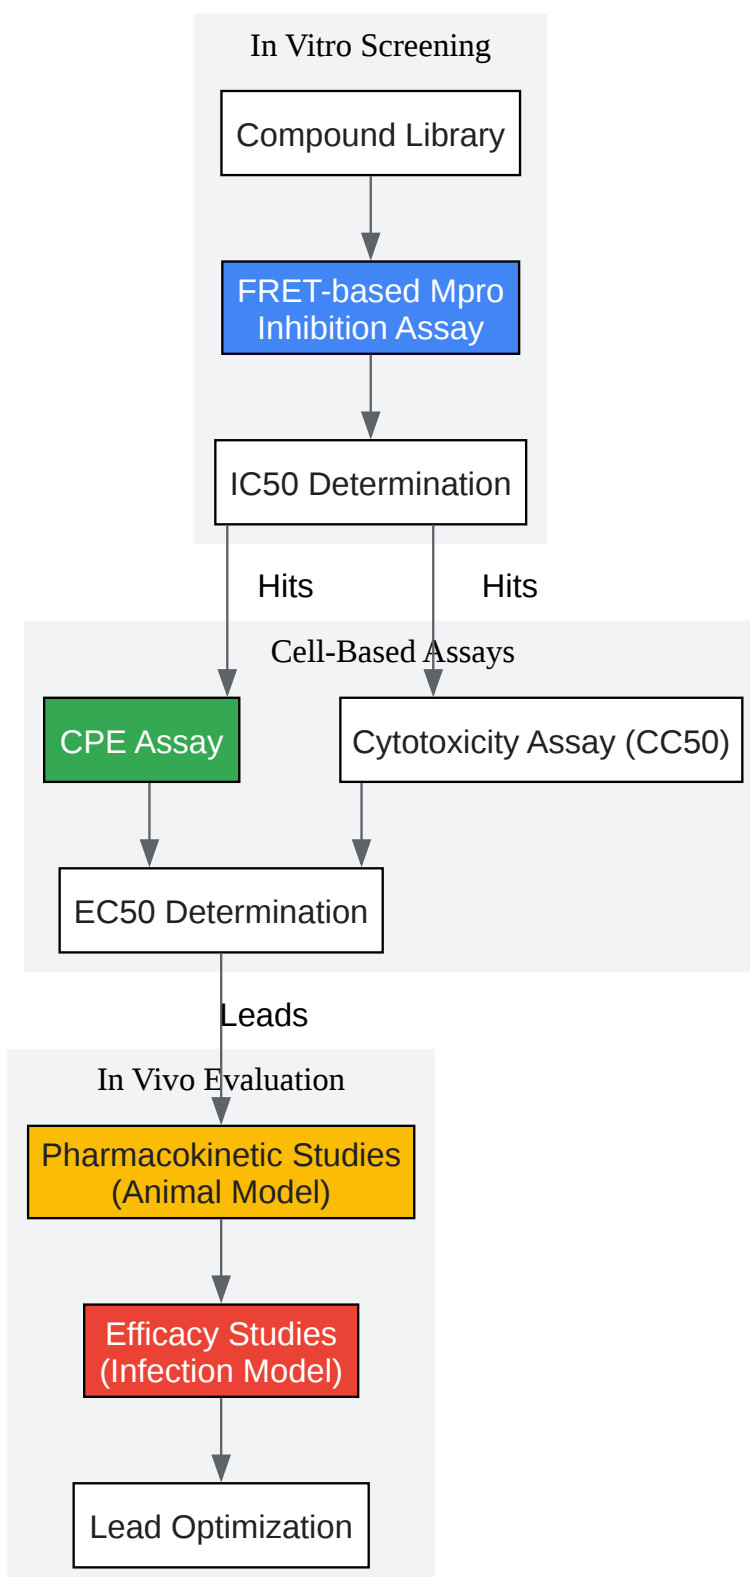 In Vitro Screening
Compound Library
FRET-based Mpro
Inhibition Assay
IC50 Determination
Hits
Hits
Cell-Based Assays
CPE Assay
Cytotoxicity Assay (CC50)
EC50 Determination
Leads
In Vivo Evaluation
Pharmacokinetic Studies
(Animal Model)
Efficacy Studies
(Infection Model)
Lead Optimization